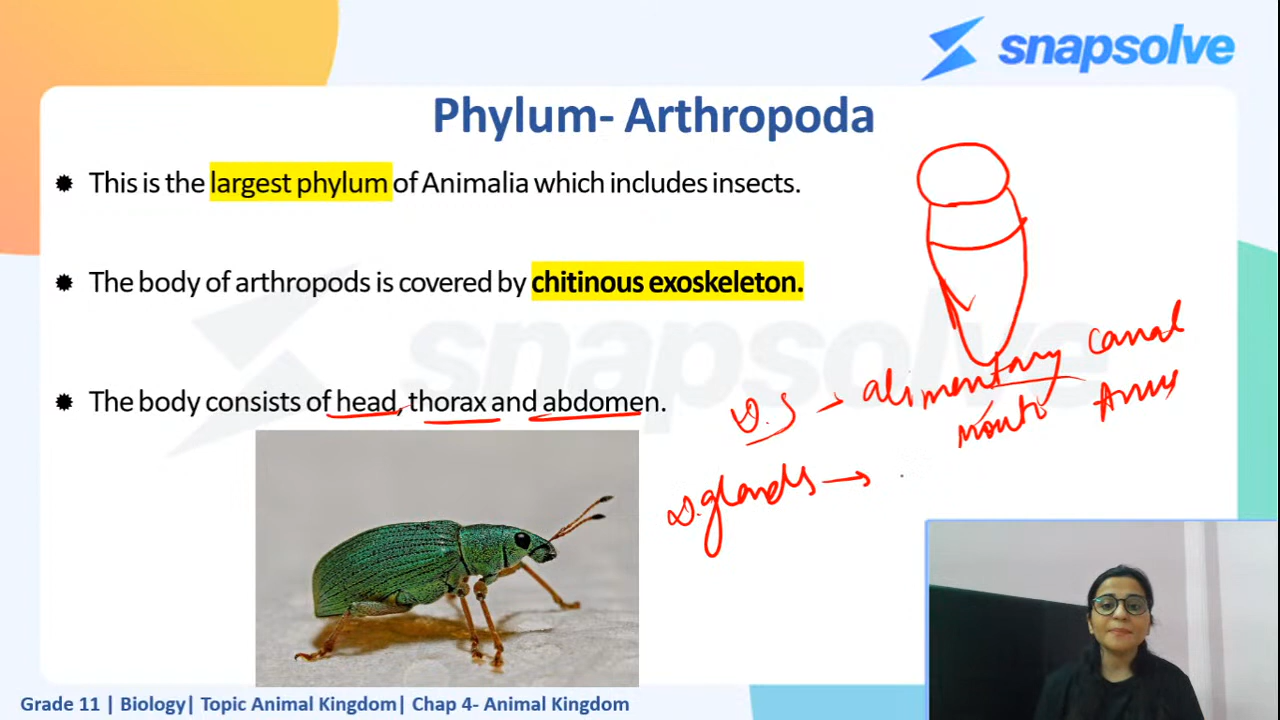 snapsolve
Phylum- Arthropoda
This is the largest phylum of Animalia which includes insects.
The body of arthropods is covered by chitinous exoskeleton.
snapsolve
The body consists of head, thorax and abdomen.
D.S → alimentary canal
mouth Anus
D.glands →
Grade 11 | Biology| Topic Animal Kingdom| Chap 4- Animal Kingdom